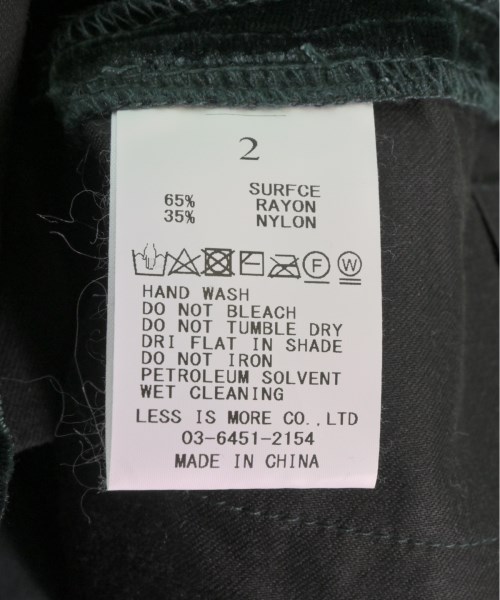 2
SURFCE
65% RAYON
35% NYLON
F W
HAND WASH
DO NOT BLEACH
DO NOT TUMBLE DRY
DRI FLAT IN SHADE
DO NOT IRON
PETROLEUM SOLVENT
WET CLEANING
LESS IS MORE CO.,LTD
03-6451-2154
MADE IN CHINA